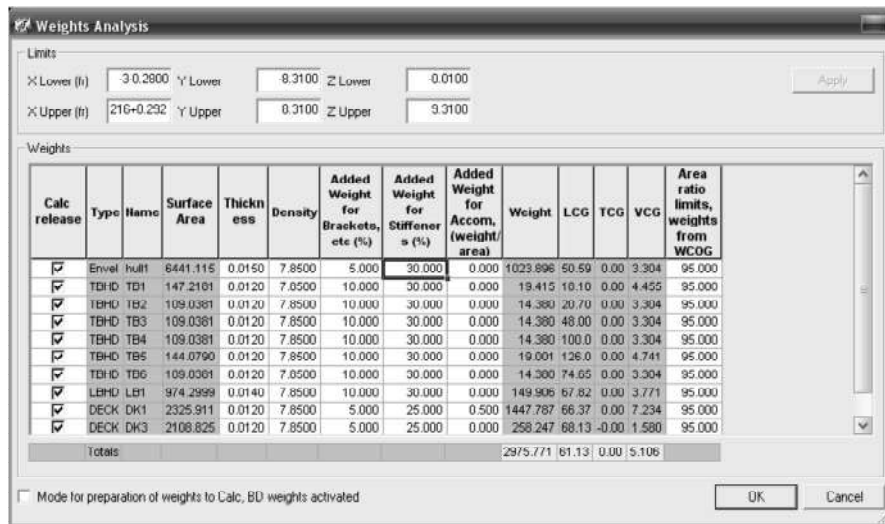 Weights Analysis
Limits
X Lower (fr) -3-0.2800 Y Lower -8.3100 Z Lower -0.0100
Apply
X Upper (fr) 216+0.292 Y Upper 8.3100 Z Upper 9.3100
Weights
Calc release Type Name Surface Area Thickn ess Density Added Weight for Brackets, etc (%) Added Weight for Stiffener s (%) Added Weight for Accom, (weight/ area) Weight LCG TCG VCG Area ratio limits, weights from WCOG
Envel hull1 6441.115 0.0150 7.8500 5.000 30.000 0.000 1023.896 50.59 0.00 3.304 95.000
TBHD TB1 147.2101 0.0120 7.8500 10.000 30.000 0.000 19.415 10.10 0.00 4.455 95.000
TBHD TB2 109.0381 0.0120 7.8500 10.000 30.000 0.000 14.380 20.70 0.00 3.304 95.000
TBHD TB3 109.0381 0.0120 7.8500 10.000 30.000 0.000 14.380 48.00 0.00 3.304 95.000
TBHD TB4 109.0381 0.0120 7.8500 10.000 30.000 0.000 14.380 100.0 0.00 3.304 95.000
TBHD TB5 144.0790 0.0120 7.8500 10.000 30.000 0.000 19.001 126.0 0.00 4.741 95.000
TBHD TB6 109.0381 0.0120 7.8500 10.000 30.000 0.000 14.380 74.65 0.00 3.304 95.000
LBHD LB1 974.2999 0.0140 7.8500 10.000 30.000 0.000 149.906 67.82 0.00 3.771 95.000
DECK DK1 2325.911 0.0120 7.8500 5.000 25.000 0.500 1447.787 66.37 0.00 7.234 95.000
DECK DK3 2108.825 0.0120 7.8500 5.000 25.000 0.000 258.247 68.13 -0.00 1.580 95.000
Totals 2975.771 61.13 0.00 5.106
Mode for preparation of weights to Calc, BD weights activated
OK Cancel